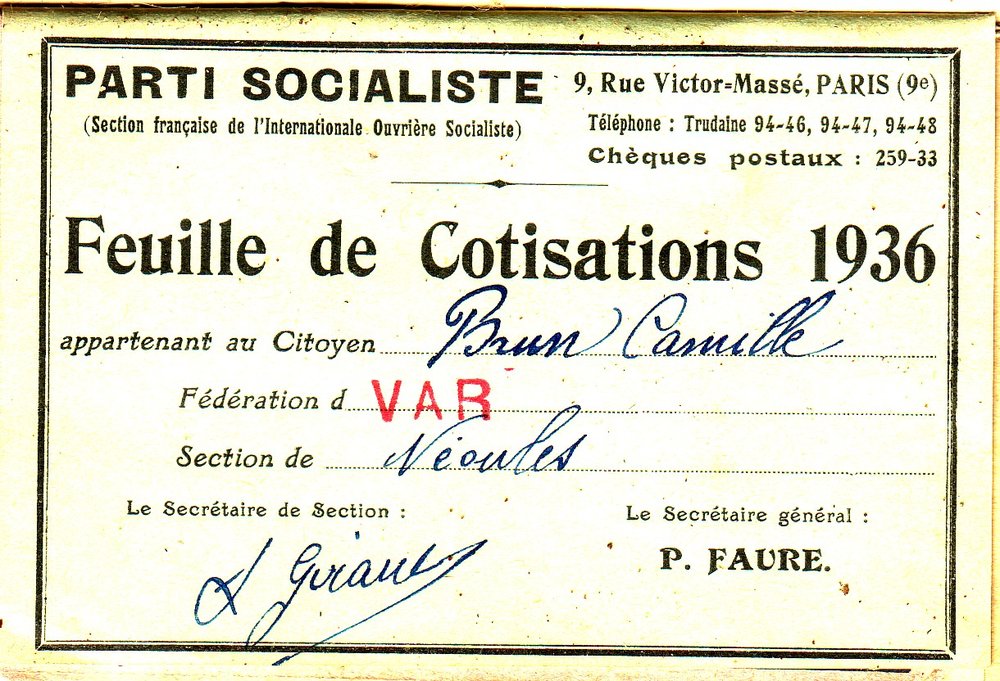 PARTI SOCIALISTE
(Section française de l'Internationale Ouvrière Socialiste)
9, Rue Victor-Massé, PARIS (9e)
Téléphone : Trudaine 94-46, 94-47, 94-48
Chèques postaux : 259-33
Feuille de Cotisations 1936
appartenant au Citoyen Brun Camille
Fédération d VAR
Section de Néoules
Le Secrétaire de Section :
Le Secrétaire général :
P. FAURE.